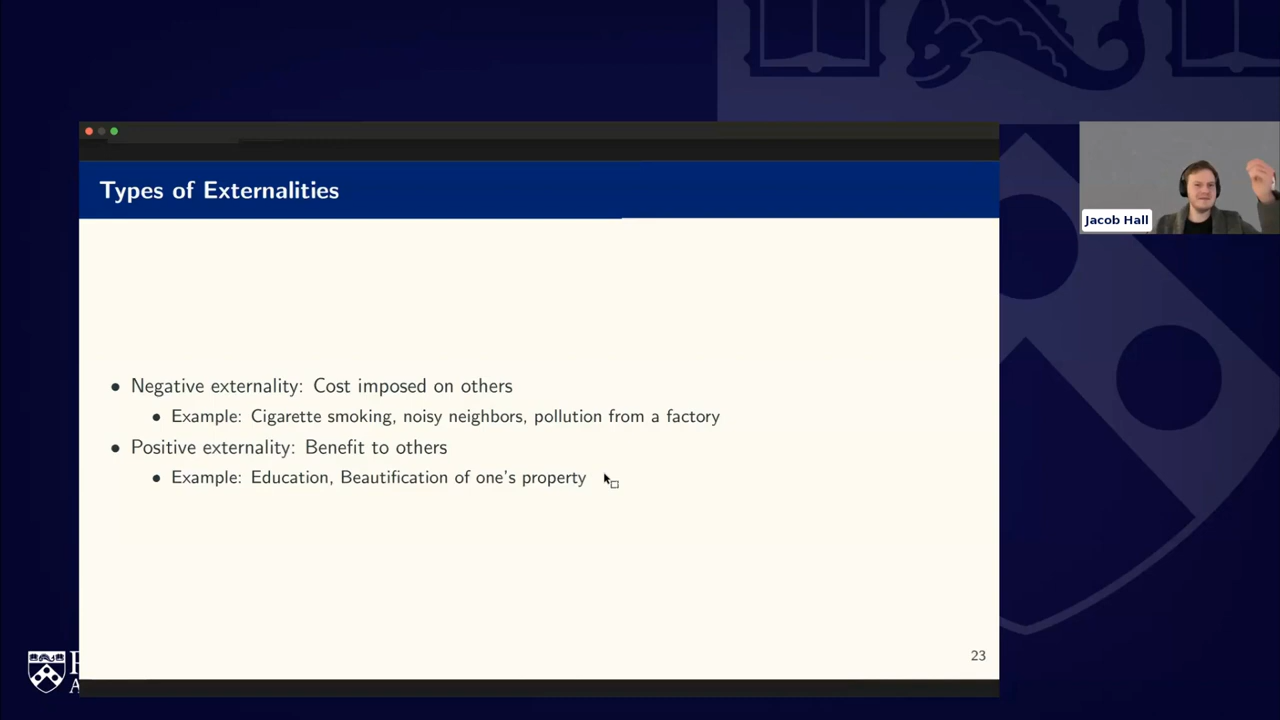 Types of Externalities
Jacob Hall
• Negative externality: Cost imposed on others
• Example: Cigarette smoking, noisy neighbors, pollution from a factory
• Positive externality: Benefit to others
• Example: Education, Beautification of one's property
23